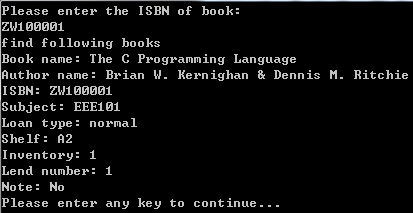 Please enter the ISBN of book:
ZW100001
find following books
Book name: The C Programming Language
Author name: Brian W. Kernighan & Dennis M. Ritchie
ISBN: ZW100001
Subject: EEE101
Loan type: normal
Shelf: A2
Inventory: 1
Lend number: 1
Note: No
Please enter any key to continue...